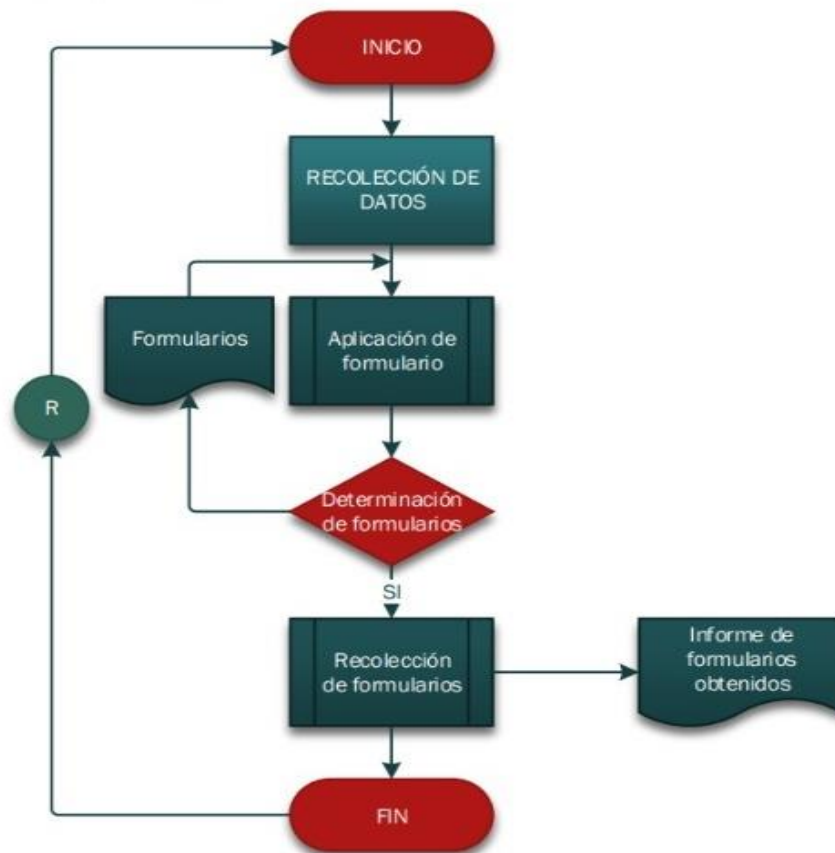 INICIO
RECOLECCIÓN DE
DATOS
Formularios
Aplicación de
formulario
R
Determinación
de formularios
SI
Recolección
de formularios
Informe de
formularios
obtenidos
FIN